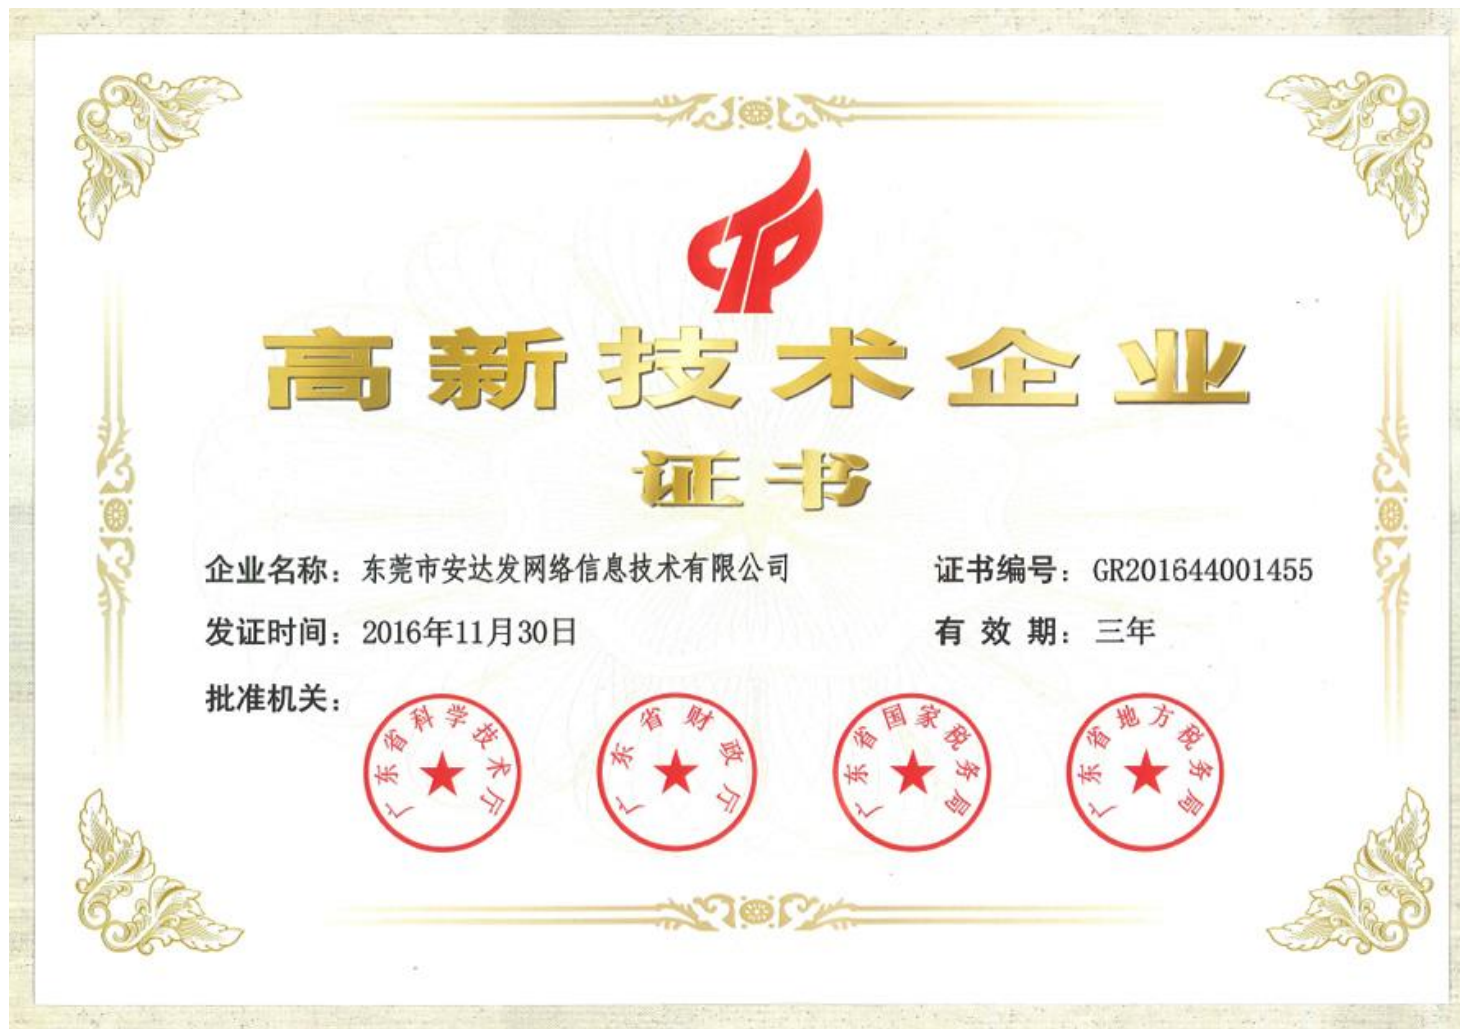 高新技术企业
证书
企业名称：东莞市安达发网络信息技术有限公司 证书编号：GR201644001455
发证时间：2016年11月30日 有效期：三年
批准机关：
广东省科学技术厅
广东省财政厅
广东省国家税务局
广东省地方税务局